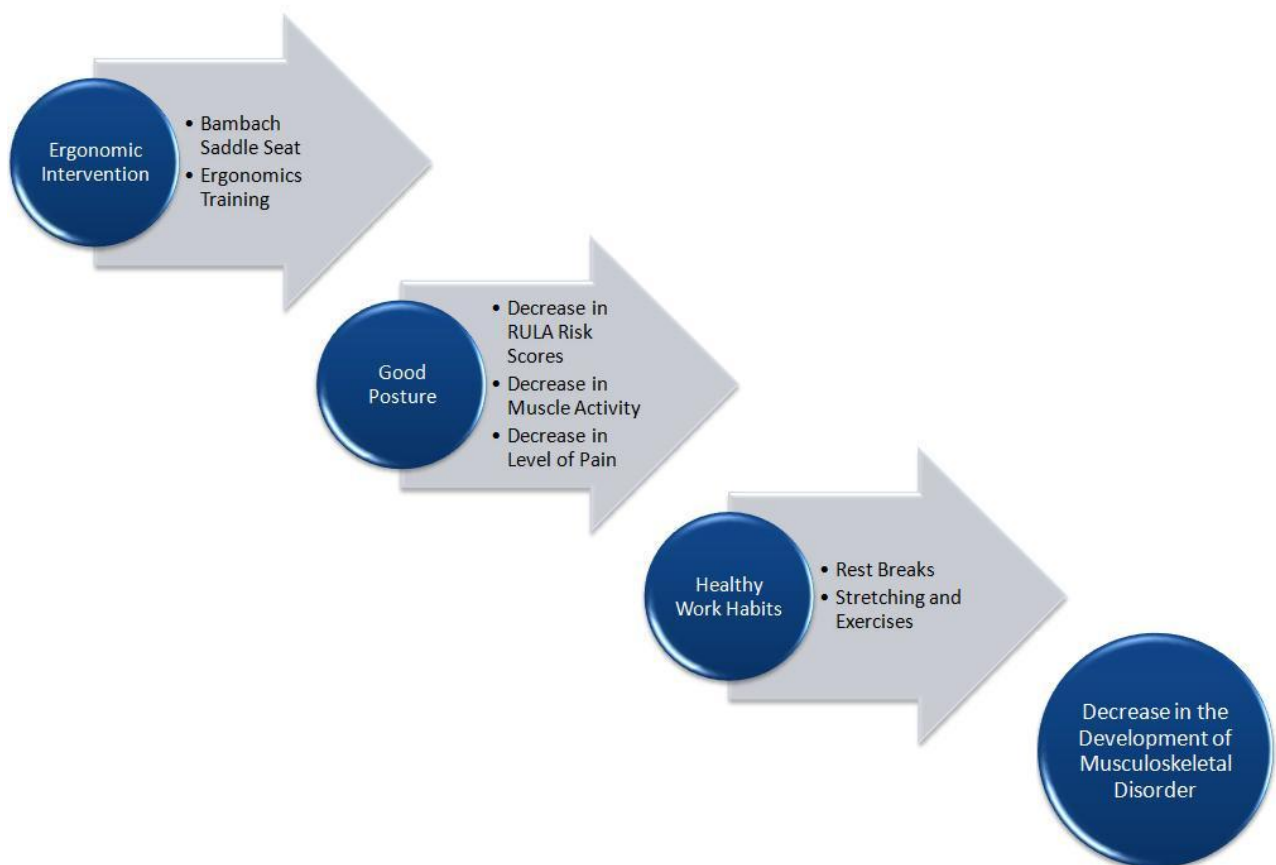 Ergonomic
Intervention
• Bambach
Saddle Seat
• Ergonomics
Training
Good
Posture
• Decrease in
RULA Risk
Scores
• Decrease in
Muscle Activity
• Decrease in
Level of Pain
Healthy
Work Habits
• Rest Breaks
• Stretching and
Exercises
Decrease in the
Development of
Musculoskeletal
Disorder